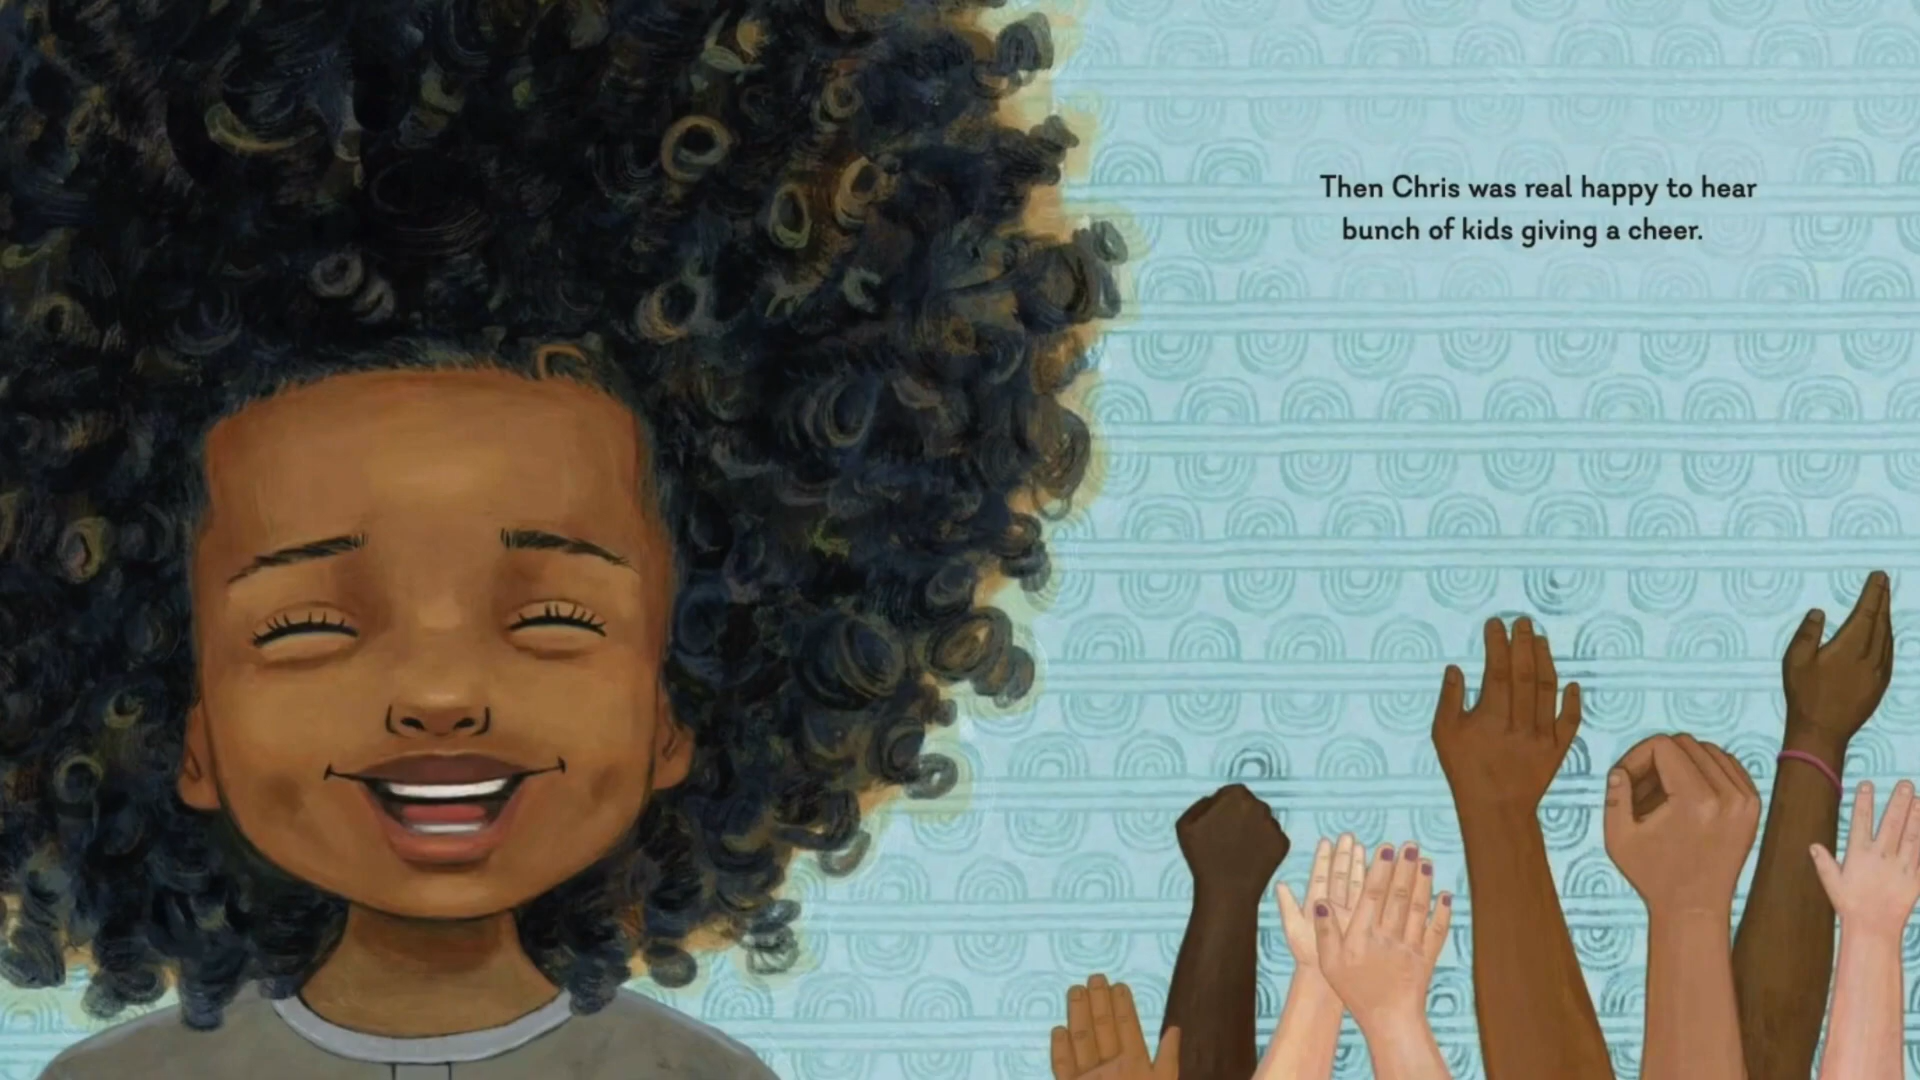 Then Chris was real happy to hear
bunch of kids giving a cheer.